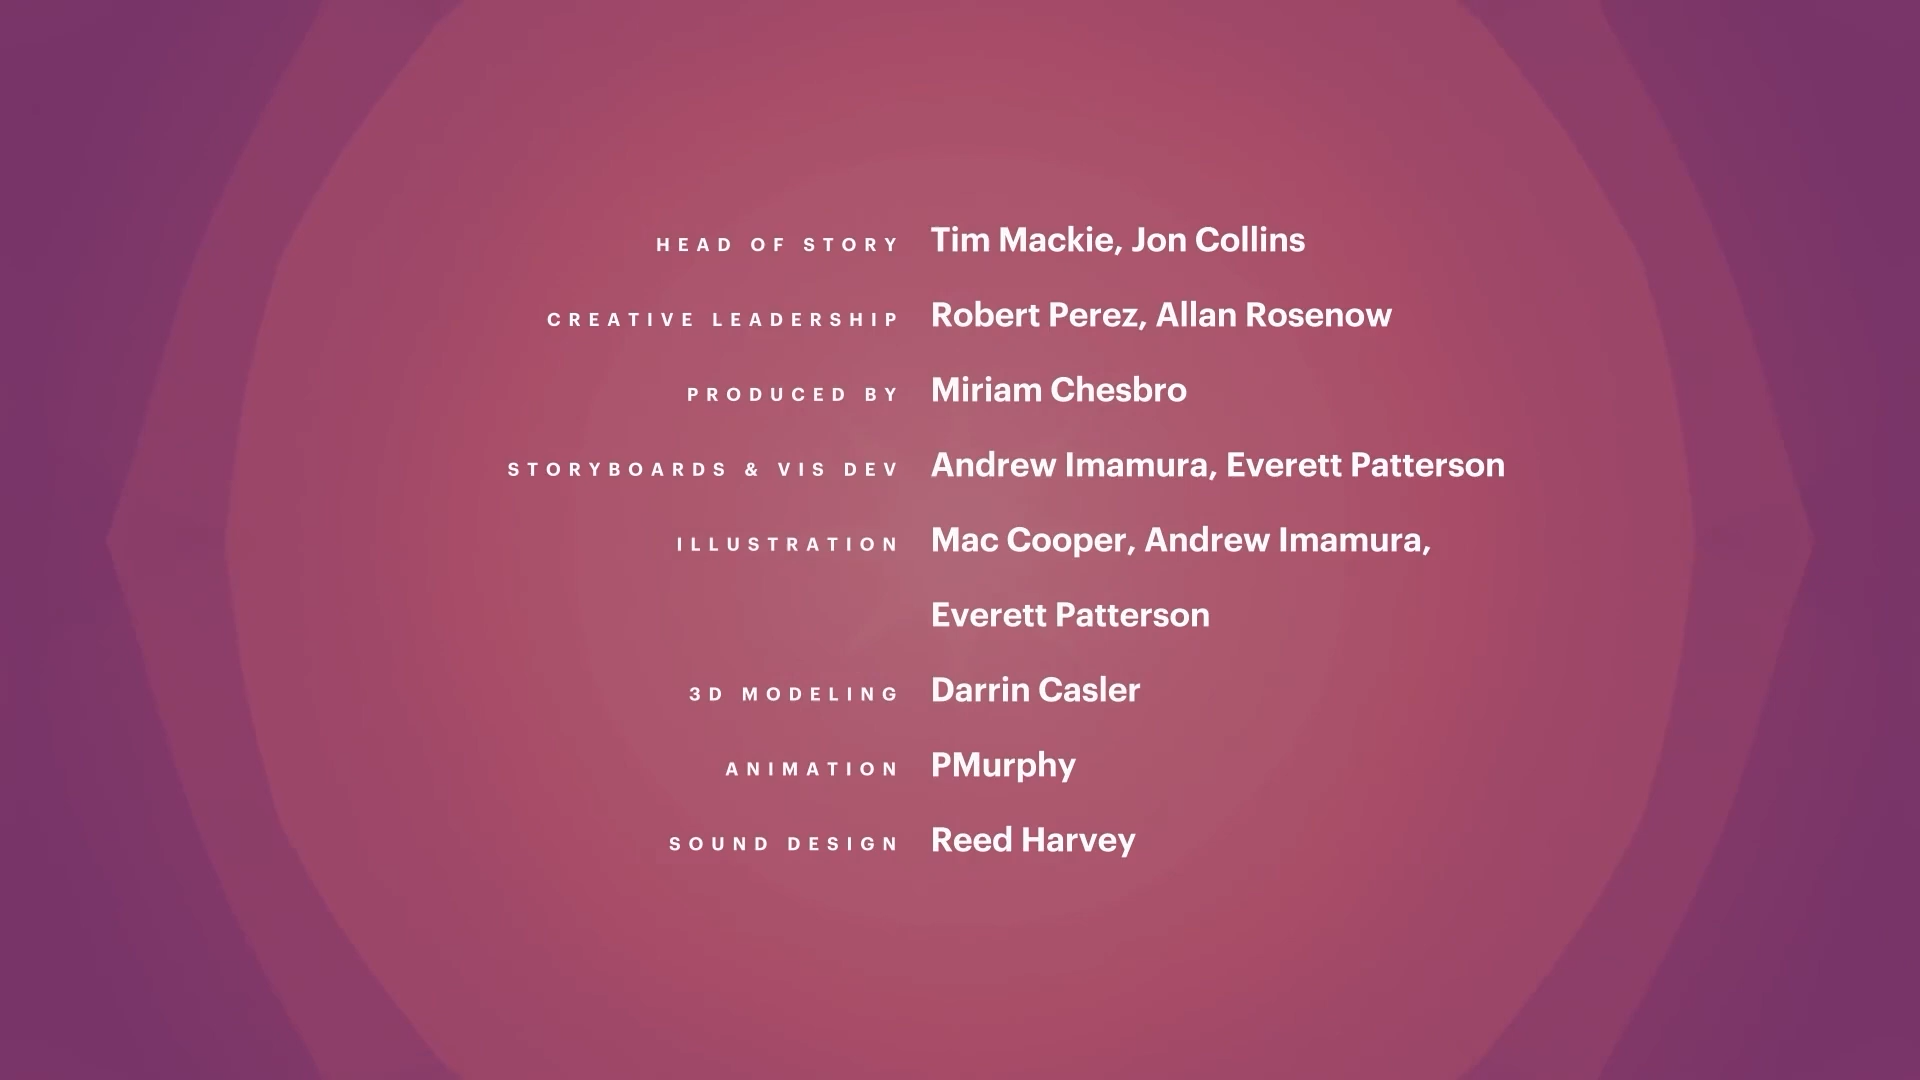 HEAD OF STORY Tim Mackie, Jon Collins
CREATIVE LEADERSHIP Robert Perez, Allan Rosenow
PRODUCED BY Miriam Chesbro
STORYBOARDS & VIS DEV Andrew Imamura, Everett Patterson
ILLUSTRATION Mac Cooper, Andrew Imamura,
Everett Patterson
3D MODELING Darrin Casler
ANIMATION PMurphy
SOUND DESIGN Reed Harvey